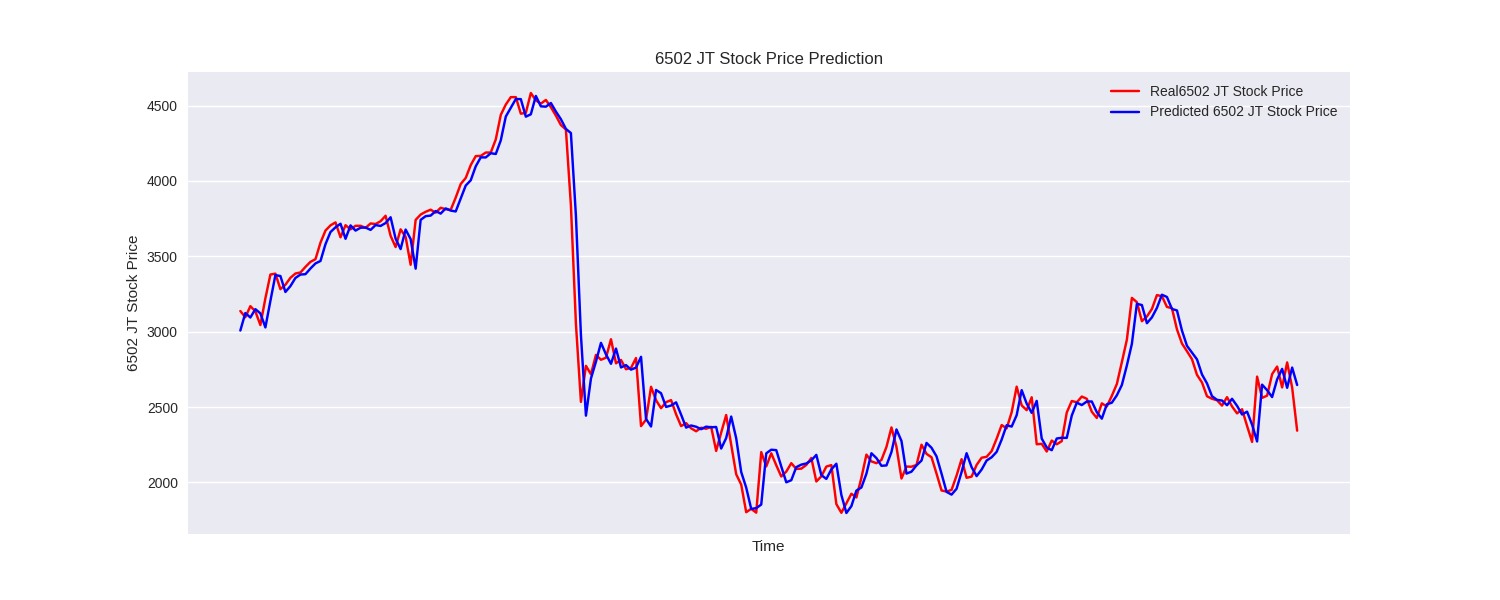 6502 JT Stock Price Prediction
Real6502 JT Stock Price
Predicted 6502 JT Stock Price
6502 JT Stock Price
4500
4000
3500
3000
2500
2000
Time